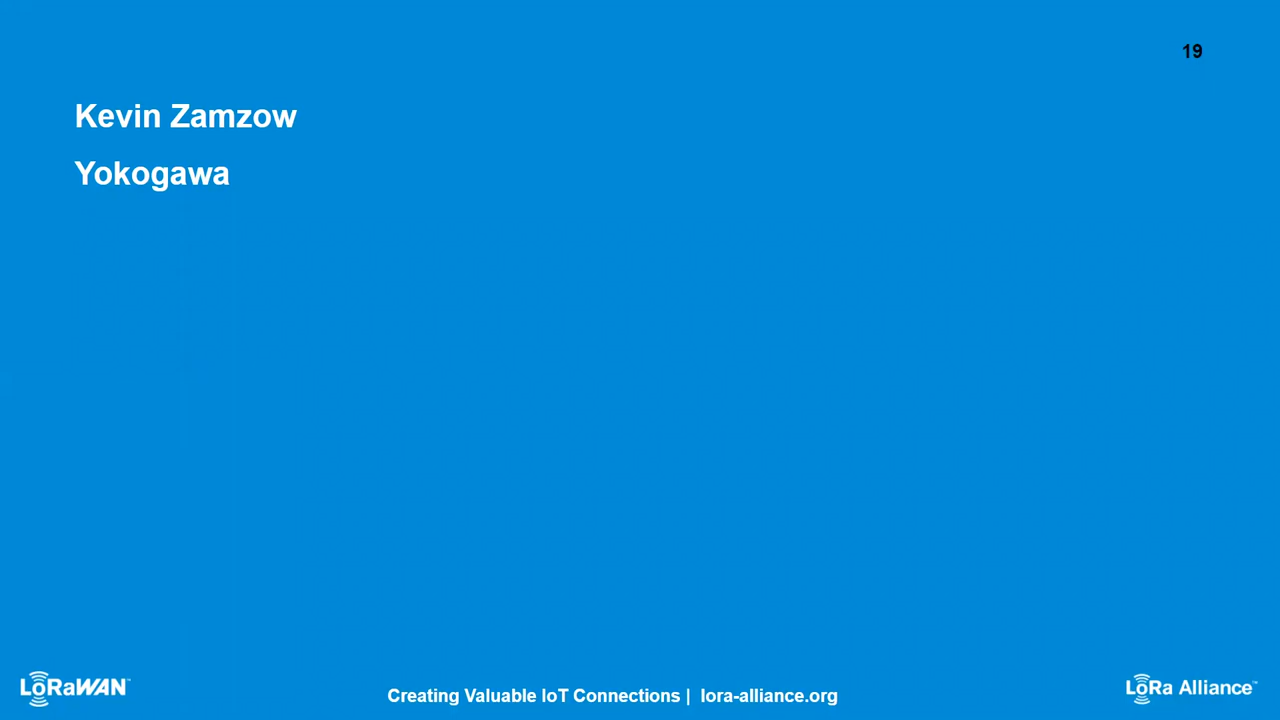 19
Kevin Zamzow
Yokogawa
LoRaWAN™
Creating Valuable IoT Connections | lora-alliance.org
LoRa Alliance™